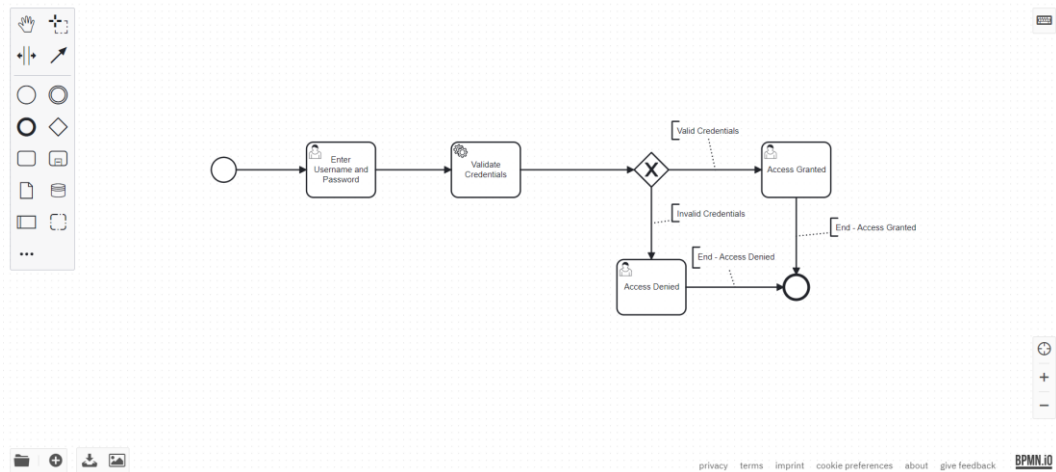 Valid Credentials
Enter
Username and
Password
Validate
Credentials
Access Granted
Invalid Credentials
End - Access Granted
End - Access Denied
Access Denied
privacy terms imprint cookie preferences about give feedback BPMN.iO